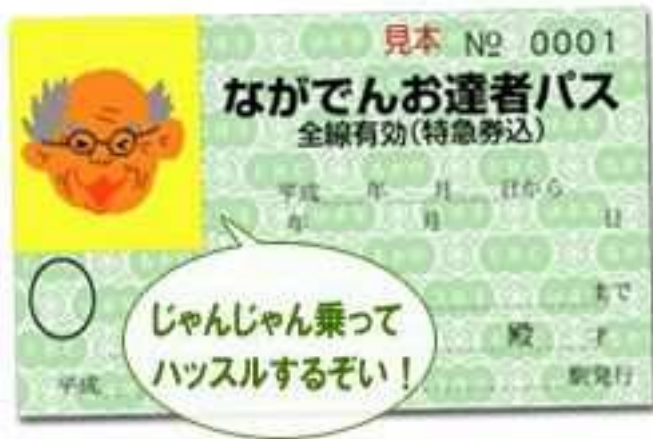 見本 № 0001
ながでんお達者パス
全線有効(特急券込)
平成 年 月 日から
年 月 日
まで
じゃんじゃん乗って
ハッスルするぞい!
殿 才
平成
駅発行